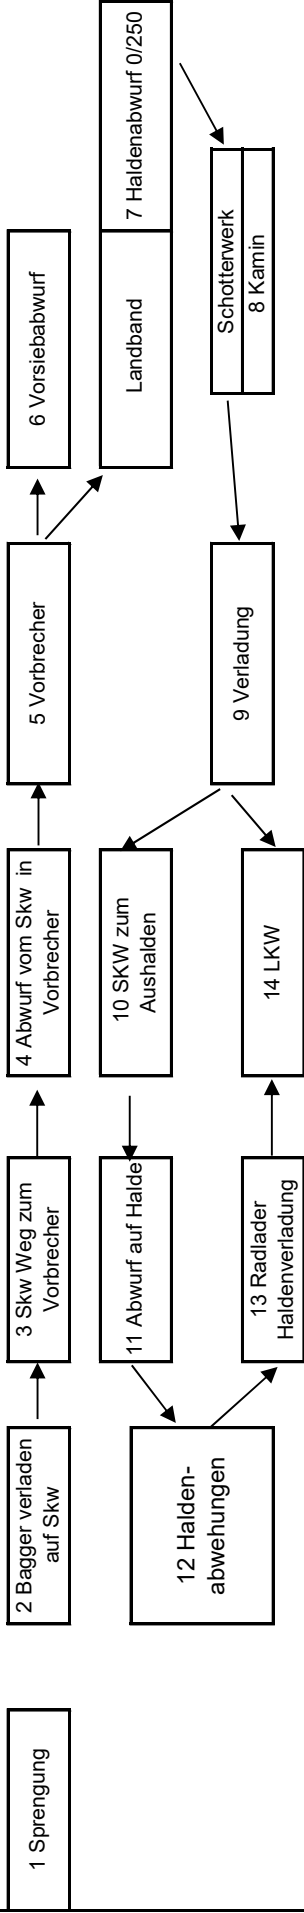 1 Sprengung
2 Bagger verladen
auf Skw
3 Skw Weg zum
Vorbrecher
4 Abwurf vom Skw in
Vorbrecher
5 Vorbrecher
6 Vorsiebabwurf
Landband
7 Haldenabwurf 0/250
Schotterwerk
8 Kamin
9 Verladung
10 SKW zum
Aushalden
11 Abwurf auf Halde
12 Halden-
abwehungen
13 Radlader
Haldenverladung
14 LKW